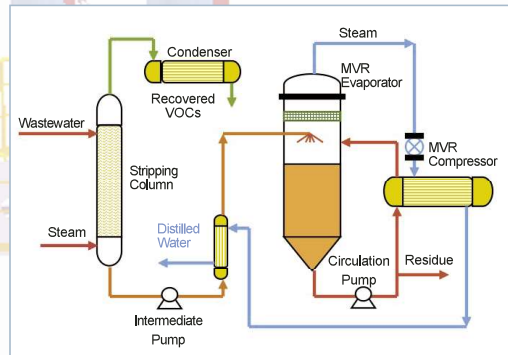 Steam
Condenser
MVR
Evaporator
Recovered
VOCs
Wastewater
MVR
Compressor
Stripping
Column
Distilled
Water
Steam
Circulation
Pump
Residue
Intermediate
Pump